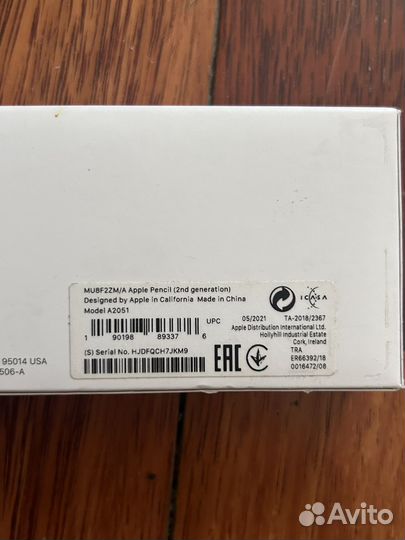 MU8F2ZM/A Apple Pencil (2nd generation)
Designed by Apple in California Made in China
Model A2051
1 90198 89337 6
UPC
(S) Serial No. HJDFQCH7JKM9
EAC
05/2021
Apple Distribution International Ltd.
Hollyhill Industrial Estate
Cork, Ireland
ICASA
TA-2018/2367
TRA
ER66392/18
0016472/08
95014 USA
506-A
Avito